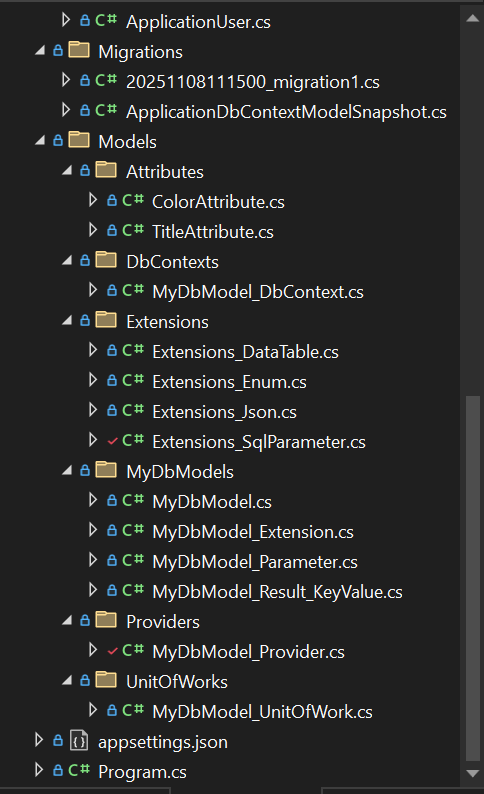 C# ApplicationUser.cs
Migrations
C# 20251108111500_migration1.cs
C# ApplicationDbContextModelSnapshot.cs
Models
Attributes
C# ColorAttribute.cs
C# TitleAttribute.cs
DbContexts
C# MyDbModel_DbContext.cs
Extensions
C# Extensions_DataTable.cs
C# Extensions_Enum.cs
C# Extensions_Json.cs
C# Extensions_SqlParameter.cs
MyDbModels
C# MyDbModel.cs
C# MyDbModel_Extension.cs
C# MyDbModel_Parameter.cs
C# MyDbModel_Result_KeyValue.cs
Providers
C# MyDbModel_Provider.cs
UnitOfWorks
C# MyDbModel_UnitOfWork.cs
appsettings.json
C# Program.cs